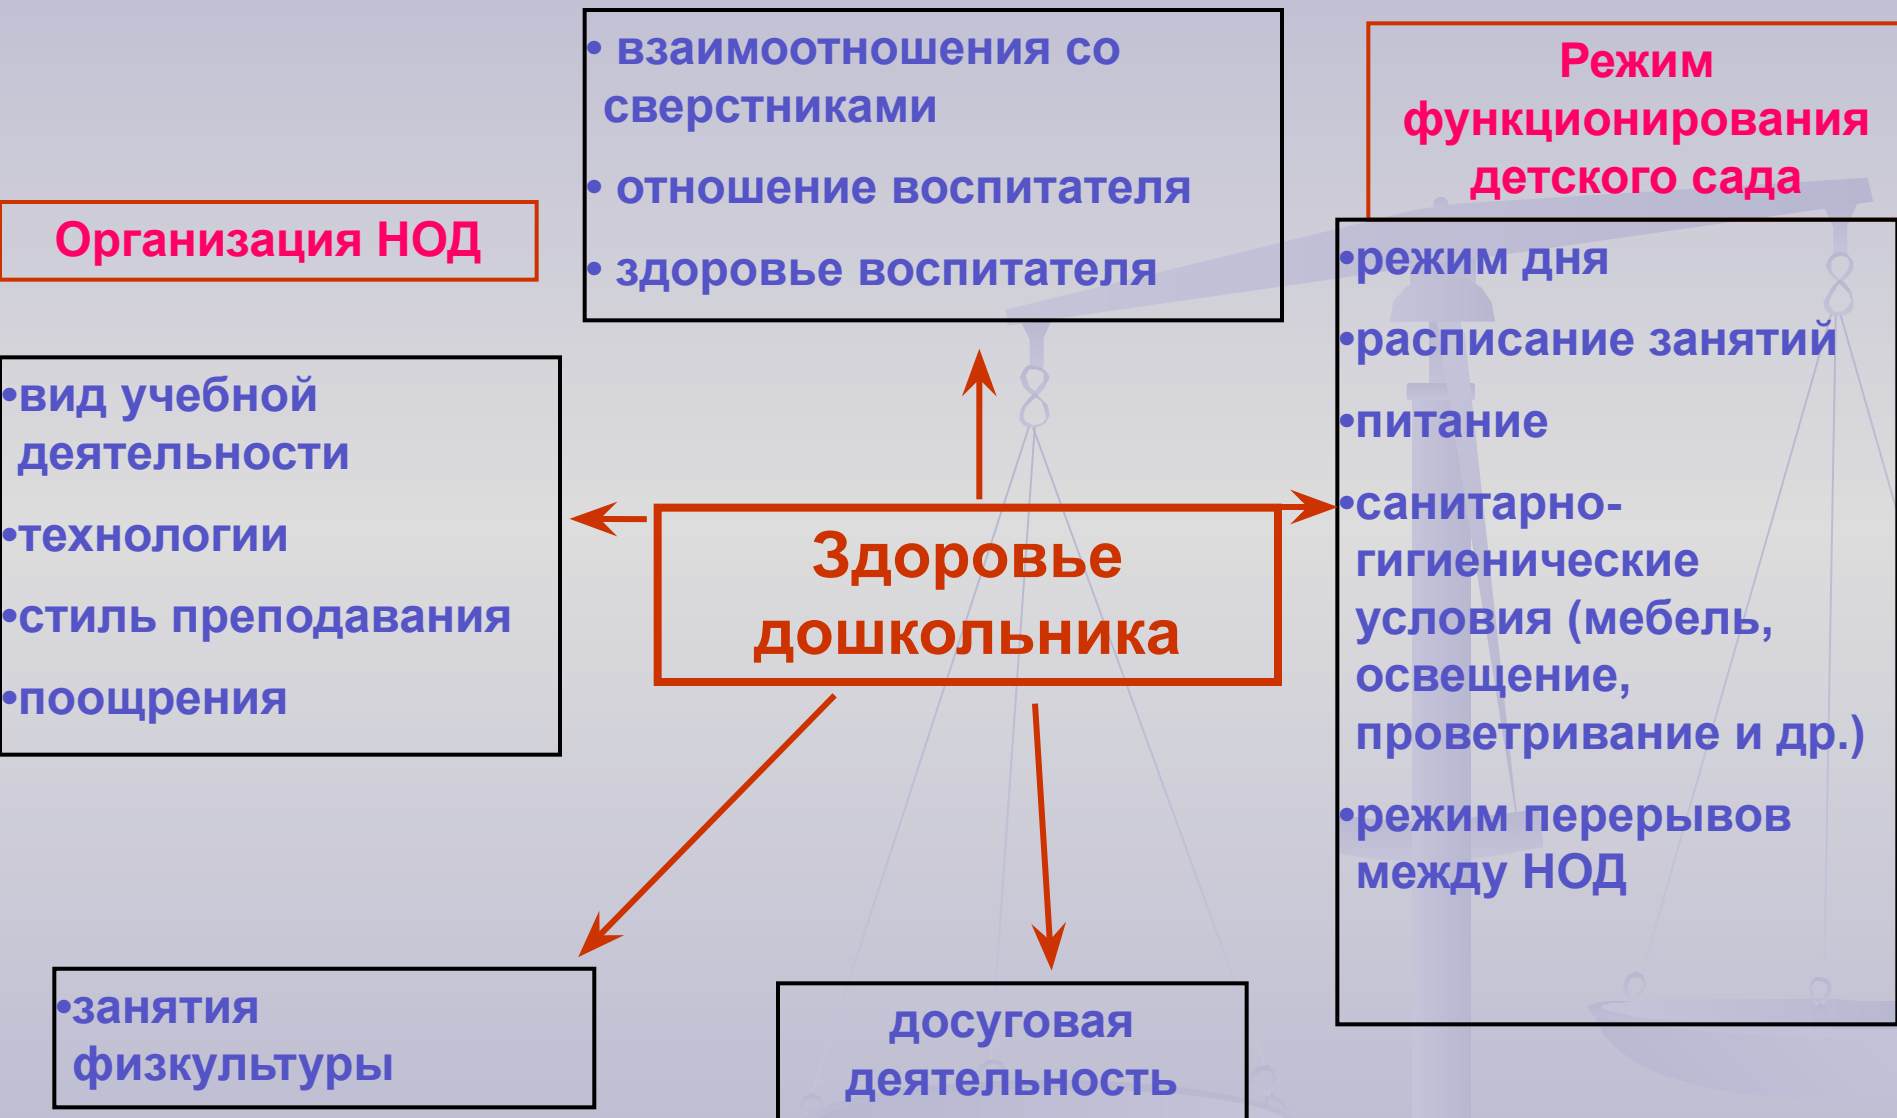 • взаимоотношения со
сверстниками
• отношение воспитателя
• здоровье воспитателя
Режим
функционирования
детского сада
Организация НОД
•вид учебной
деятельности
•технологии
•стиль преподавания
•поощрения
Здоровье
дошкольника
•режим дня
•расписание занятий
•питание
•санитарно-
гигиенические
условия (мебель,
освещение,
проветривание и др.)
•режим перерывов
между НОД
•занятия
физкультуры
досуговая
деятельность